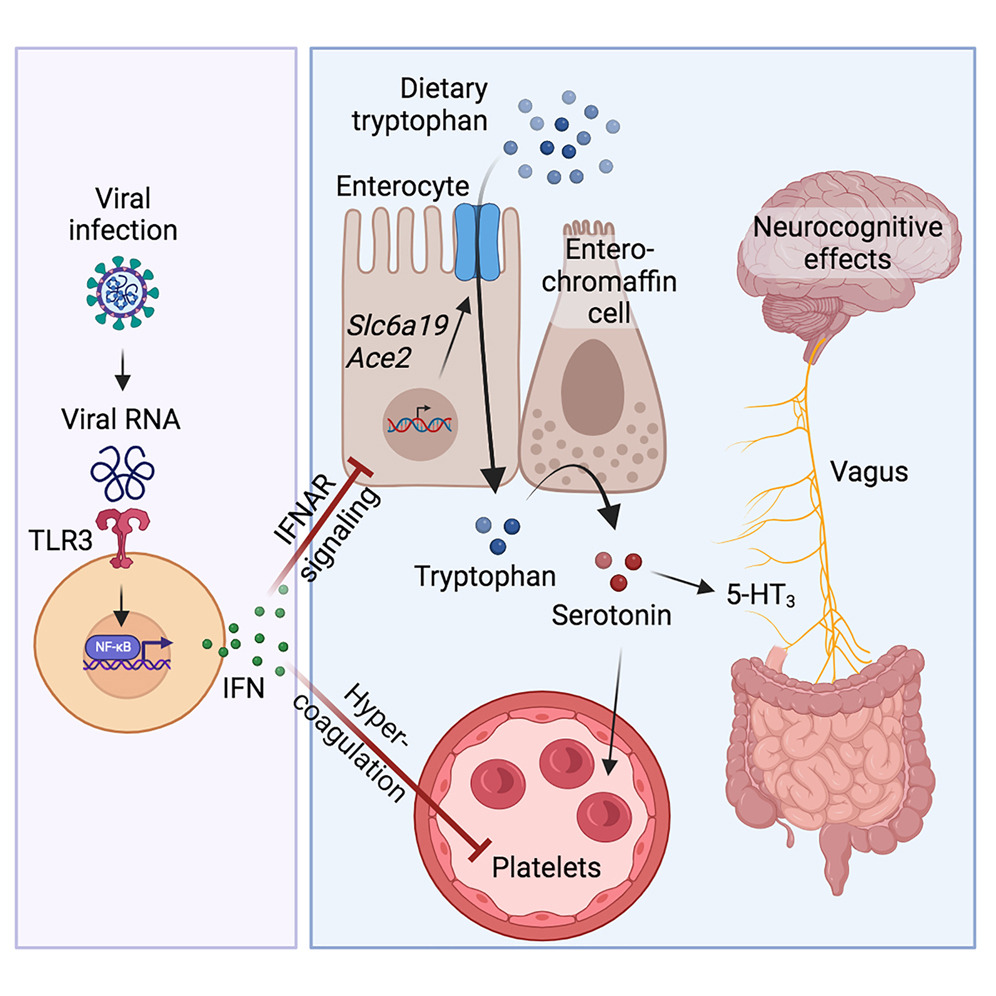 Viral
infection
Viral RNA
TLR3
NF-κB
IFN
Dietary
tryptophan
Enterocyte
Entero-
chromaffin
cell
Slc6a19
Ace2
IFNAR
signaling
Tryptophan
Serotonin
5-HT₃
Hyper-
coagulation
Platelets
Neurocognitive
effects
Vagus